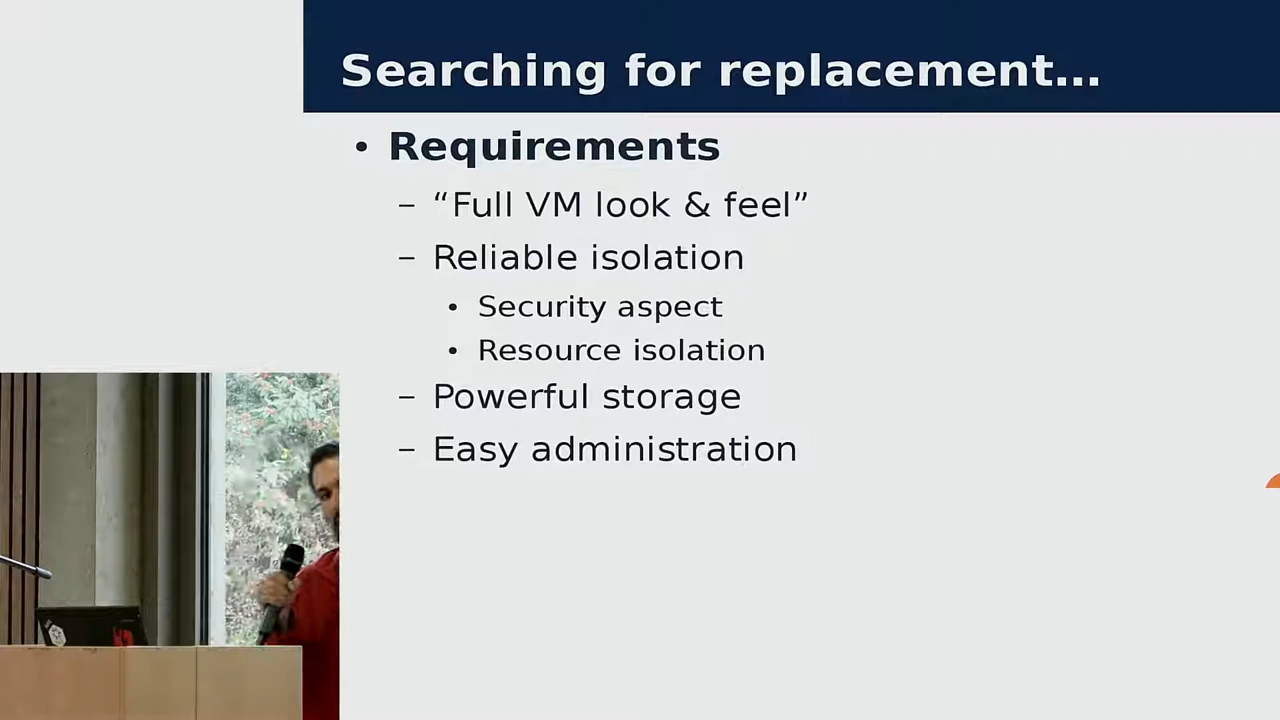 Searching for replacement...
• Requirements
– “Full VM look & feel”
– Reliable isolation
• Security aspect
• Resource isolation
– Powerful storage
– Easy administration